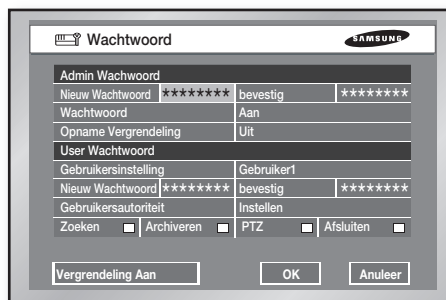 Wachtwoord
SAMSUNG
Admin Wachwoord
Nieuw Wachtwoord ******** bevestig ********
Wachtwoord Aan
Opname Vergrendeling Uit
User Wachtwoord
Gebruikersinstelling Gebruiker1
Nieuw Wachtwoord ******** bevestig ********
Gebruikersautoriteit Instellen
Zoeken Archiveren PTZ Afsluiten
Vergrendeling Aan OK Anuleer